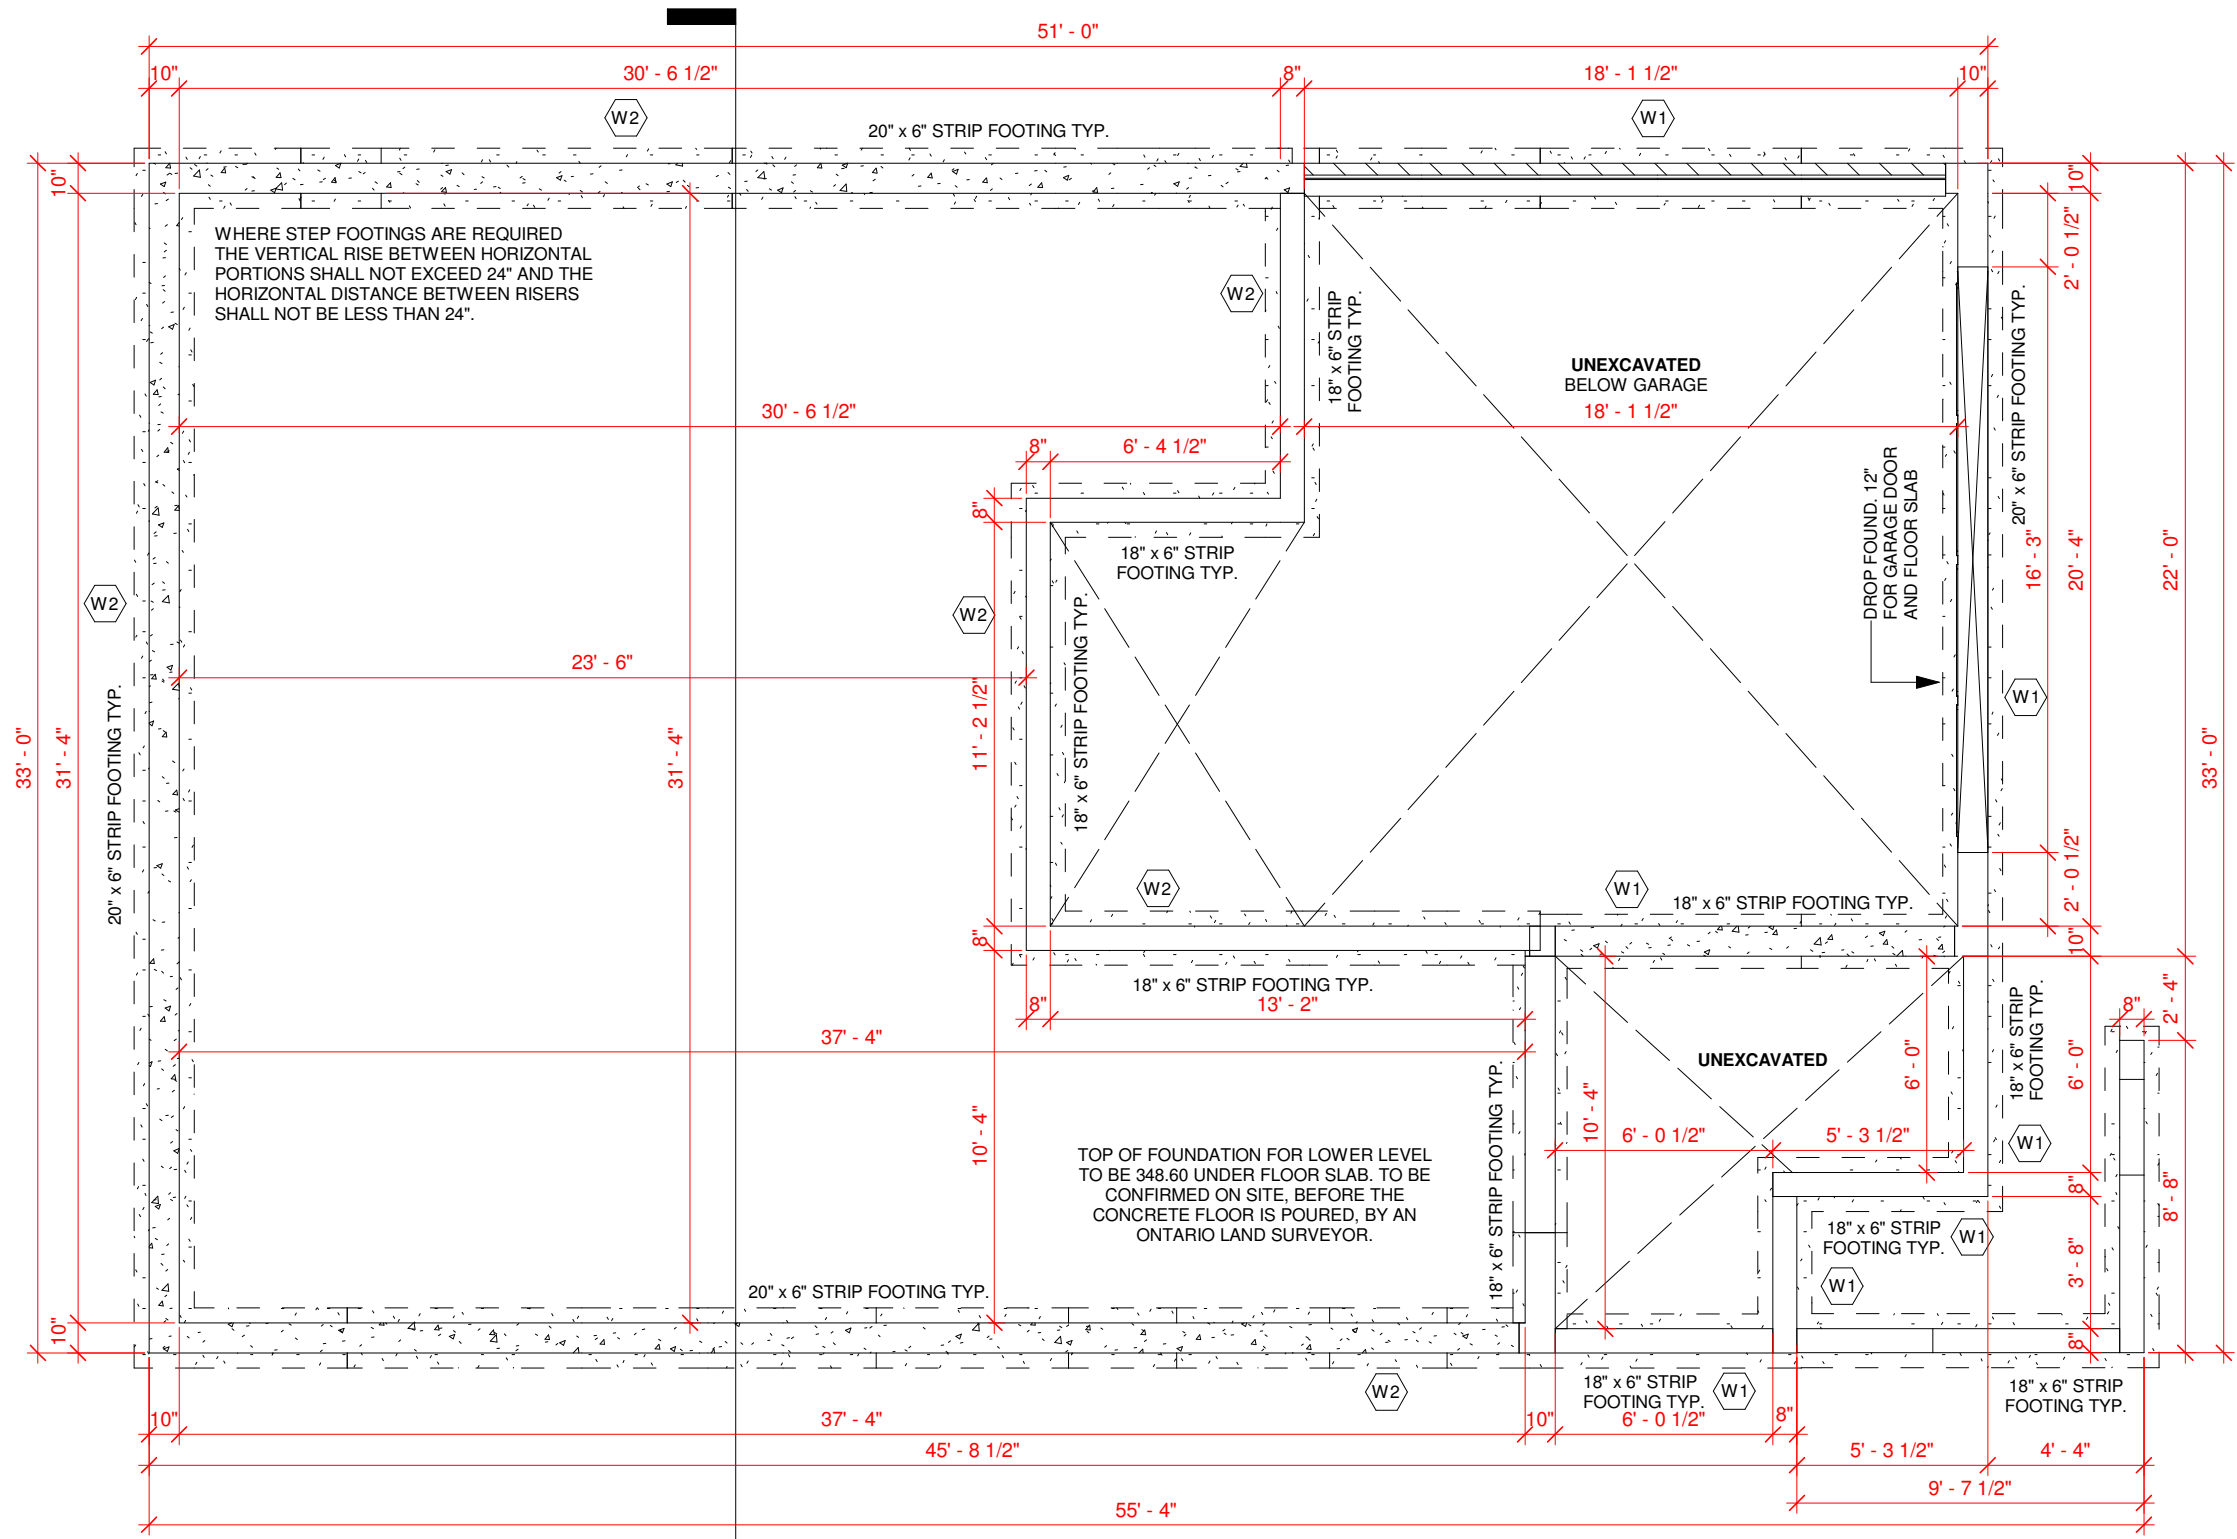 51' - 0"
10"
30' - 6 1/2"
8"
18' - 1 1/2"
10"
W2
20" x 6" STRIP FOOTING TYP.
W1
10"
10"
WHERE STEP FOOTINGS ARE REQUIRED
THE VERTICAL RISE BETWEEN HORIZONTAL
PORTIONS SHALL NOT EXCEED 24" AND THE
HORIZONTAL DISTANCE BETWEEN RISERS
SHALL NOT BE LESS THAN 24".
2' - 0 1/2"
W2
18" x 6" STRIP
FOOTING TYP.
UNEXCAVATED
BELOW GARAGE
20" x 6" STRIP FOOTING TYP.
30' - 6 1/2"
18' - 1 1/2"
8"
6' - 4 1/2"
8"
DROP FOUND. 12"
FOR GARAGE DOOR
AND FLOOR SLAB
18" x 6" STRIP
FOOTING TYP.
16' - 3"
20' - 4"
22' - 0"
W2
W2
18" x 6" STRIP FOOTING TYP.
23' - 6"
W1
20" x 6" STRIP FOOTING TYP.
33' - 0"
31' - 4"
31' - 4"
11' - 2 1/2"
33' - 0"
W2
W1
18" x 6" STRIP FOOTING TYP.
2' - 0 1/2"
8"
10"
18" x 6" STRIP FOOTING TYP.
8"
13' - 2"
18" x 6" STRIP
FOOTING TYP.
8"
2' - 4"
37' - 4"
UNEXCAVATED
6' - 0"
6' - 0"
10' - 4"
10' - 4"
6' - 0 1/2"
5' - 3 1/2"
W1
TOP OF FOUNDATION FOR LOWER LEVEL
TO BE 348.60 UNDER FLOOR SLAB. TO BE
CONFIRMED ON SITE, BEFORE THE
CONCRETE FLOOR IS POURED, BY AN
ONTARIO LAND SURVEYOR.
18" x 6" STRIP FOOTING TYP.
8"
8' - 8"
18" x 6" STRIP
FOOTING TYP.
W1
3' - 8"
W1
20" x 6" STRIP FOOTING TYP.
10"
8"
W2
18" x 6" STRIP
FOOTING TYP.
W1
18" x 6" STRIP
FOOTING TYP.
10"
37' - 4"
10"
6' - 0 1/2"
8"
45' - 8 1/2"
5' - 3 1/2"
4' - 4"
9' - 7 1/2"
55' - 4"